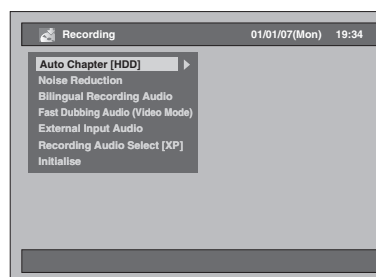 Recording 01/01/07(Mon) 19:34
Auto Chapter [HDD]
Noise Reduction
Bilingual Recording Audio
Fast Dubbing Audio (Video Mode)
External Input Audio
Recording Audio Select [XP]
Initialise